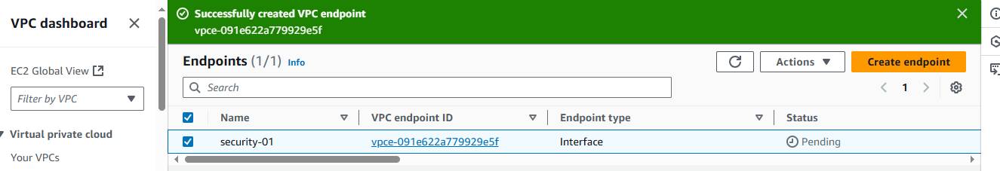 VPC dashboard
EC2 Global View
Filter by VPC
Virtual private cloud
Your VPCs
Successfully created VPC endpoint
vpce-091e622a779929e5f
Endpoints (1/1) Info
Actions
Create endpoint
Search
1
Name VPC endpoint ID Endpoint type Status
security-01 vpce-091e622a779929e5f Interface Pending